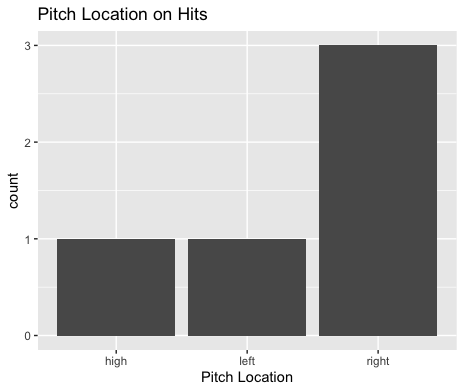 Pitch Location on Hits
count
3
2
1
0
high left right
Pitch Location